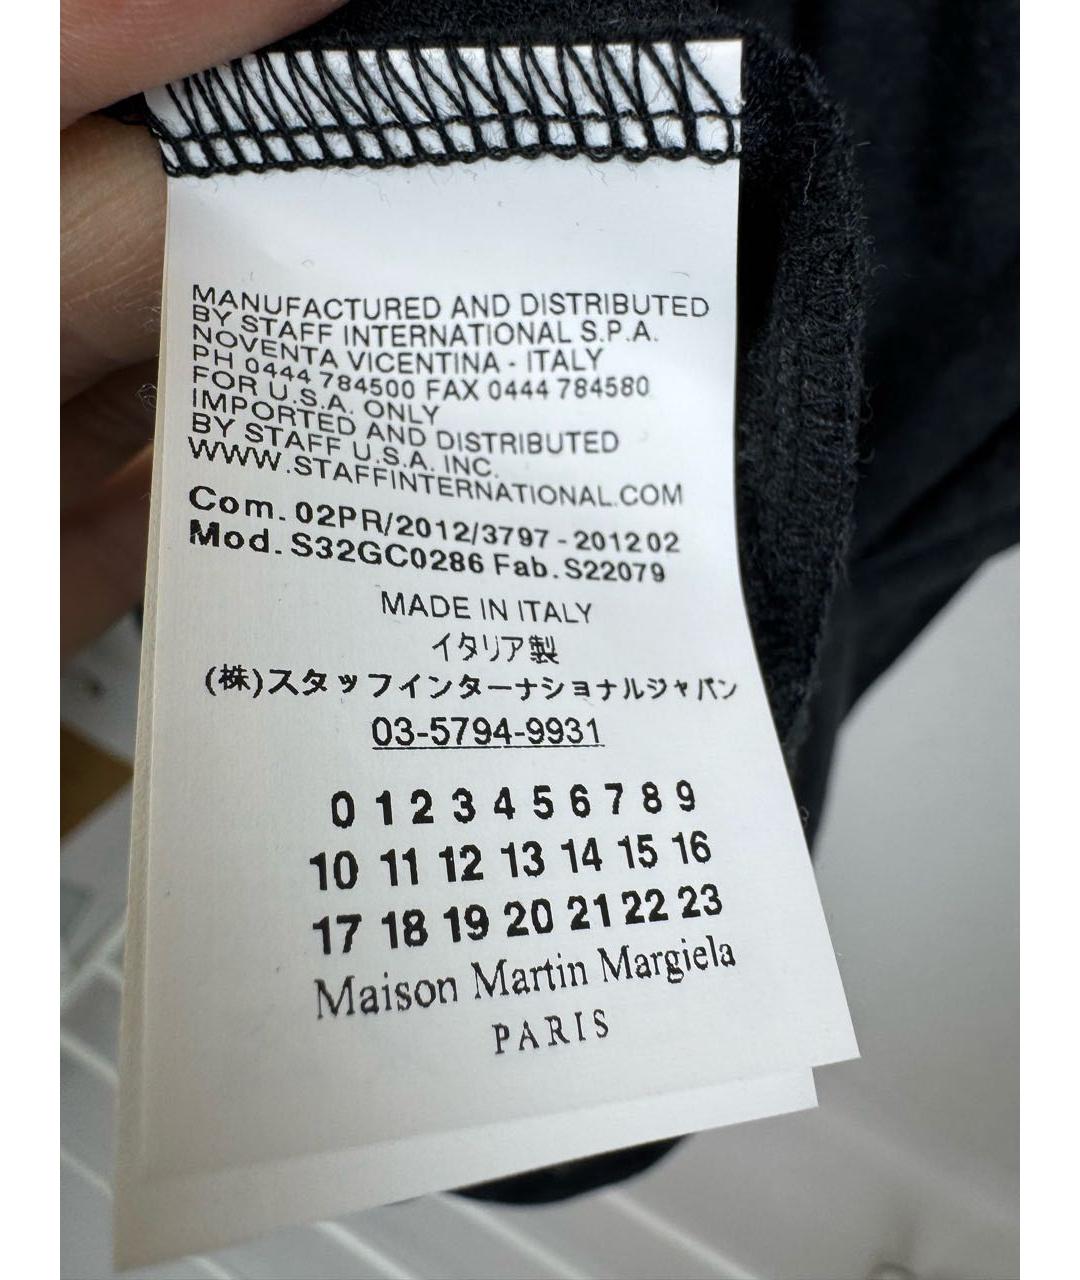 MANUFACTURED AND DISTRIBUTED
BY STAFF INTERNATIONAL S.P.A.
NOVENTA VICENTINA - ITALY
PH 0444 784500 FAX 0444 784580
FOR U.S.A. ONLY
IMPORTED AND DISTRIBUTED
BY STAFF U.S.A. INC.
WWW.STAFFINTERNATIONAL.COM
Com. 02PR/2012/3797 - 201202
Mod. S32GC0286 Fab. S22079
MADE IN ITALY
イタリア製
(株)スタッフインターナショナルジャパン
03-5794-9931
0 1 2 3 4 5 6 7 8 9
10 11 12 13 14 15 16
17 18 19 20 21 22 23
Maison Martin Margiela
PARIS